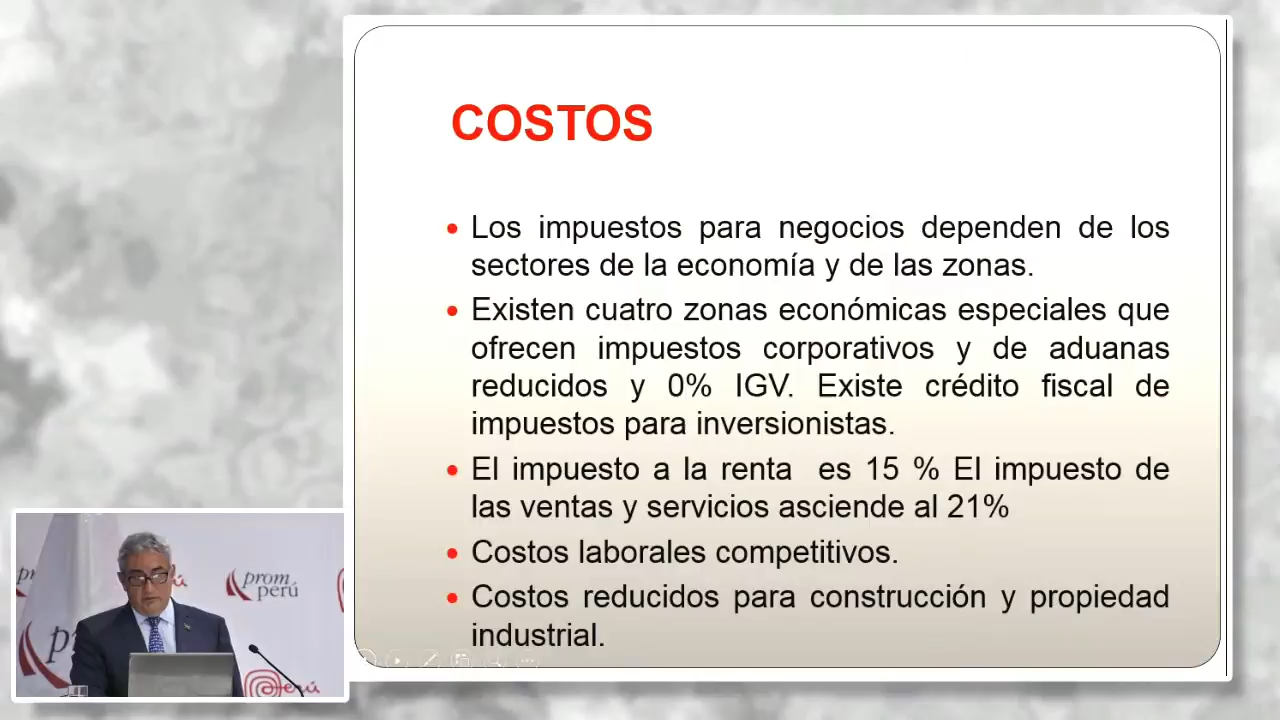 COSTOS
Los impuestos para negocios dependen de los
sectores de la economía y de las zonas.
Existen cuatro zonas económicas especiales que
ofrecen impuestos corporativos y de aduanas
reducidos y 0% IGV. Existe crédito fiscal de
impuestos para inversionistas.
El impuesto a la renta es 15 % El impuesto de
las ventas y servicios asciende al 21%
Costos laborales competitivos.
Costos reducidos para construcción y propiedad
industrial.
prom
perú
Perú